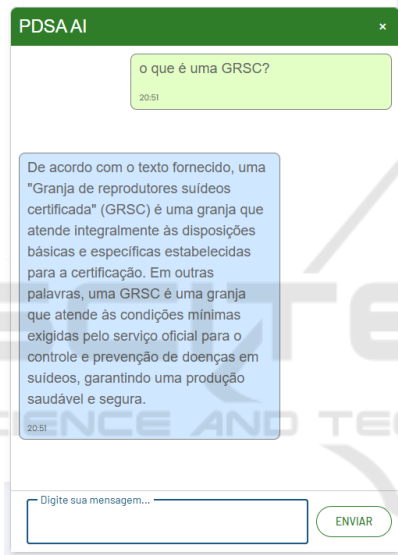 PDSA AI ×
o que é uma GRSC?
20:51
De acordo com o texto fornecido, uma
"Granja de reprodutores suídeos
certificada" (GRSC) é uma granja que
atende integralmente às disposições
básicas e específicas estabelecidas
para a certificação. Em outras
palavras, uma GRSC é uma granja
que atende às condições mínimas
exigidas pelo serviço oficial para o
controle e prevenção de doenças em
suídeos, garantindo uma produção
saudável e segura.
20:51
Digite sua mensagem...
ENVIAR